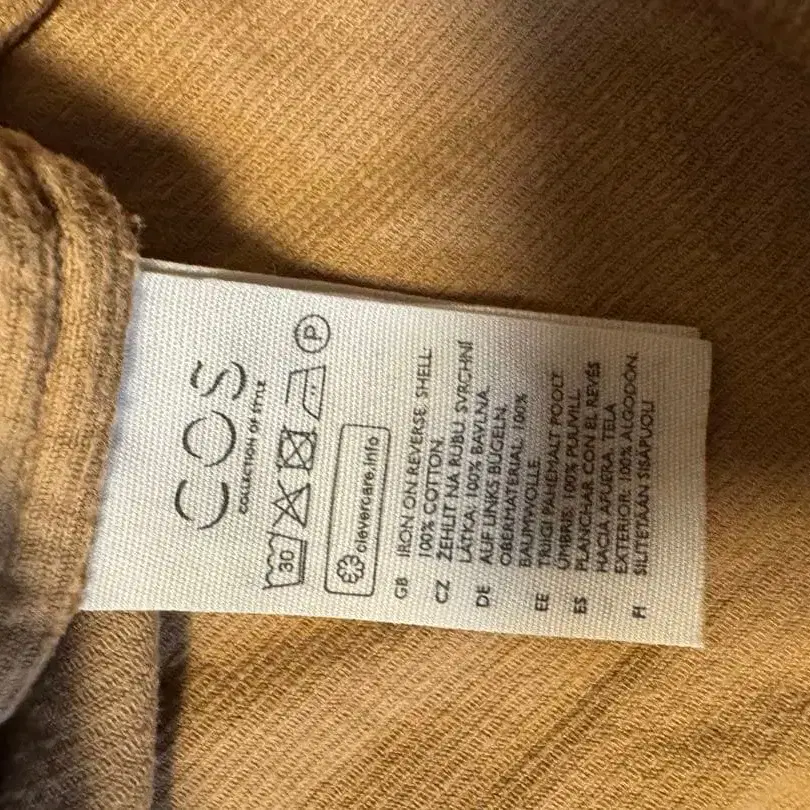 COS
COLLECTION OF STYLE
30
P
clevercare.info
GB IRON ON REVERSE SHELL:
100% COTTON.
CZ ŽEHLIT NA RUBU. SVRCHNÍ
LÁTKA: 100% BAVLNA.
DE AUF LINKS BÜGELN.
OBERMATERIAL: 100%
BAUMWOLLE.
EE TRIIGI PAHEMALT POOLT.
ÜMBRIS: 100% PUUVILL.
ES PLANCHAR CON EL REVÉS
HACIA AFUERA. TELA
EXTERIOR: 100% ALGODÓN.
FI SILITETÄÄN SISÄPUOLI